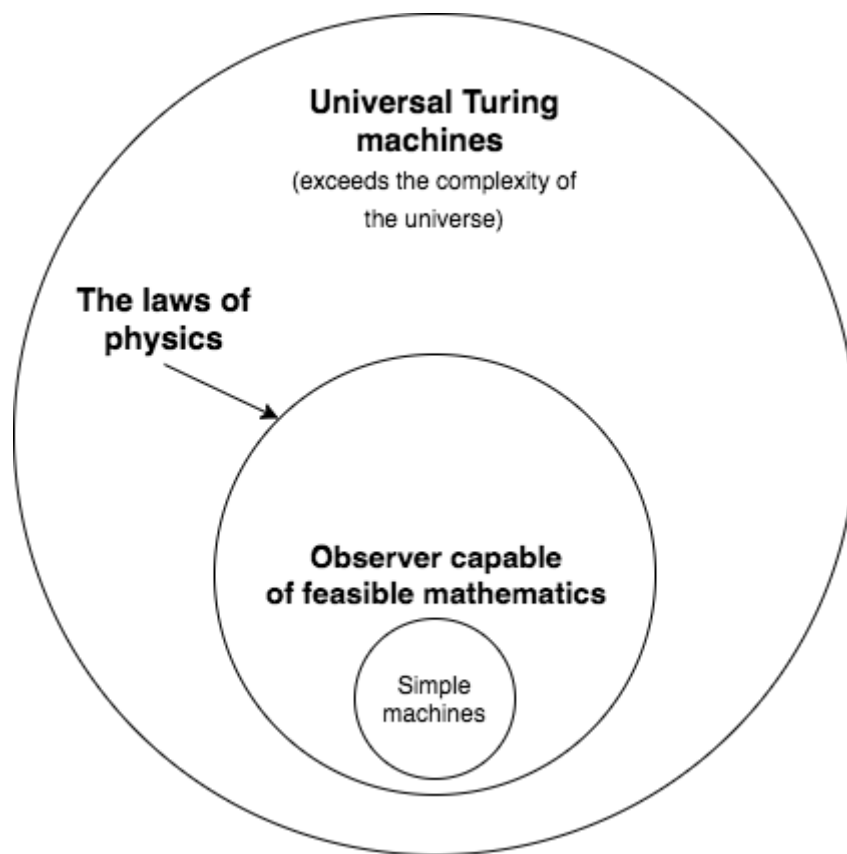 Universal Turing
machines
(exceeds the complexity of
the universe)
The laws of
physics
Observer capable
of feasible mathematics
Simple
machines